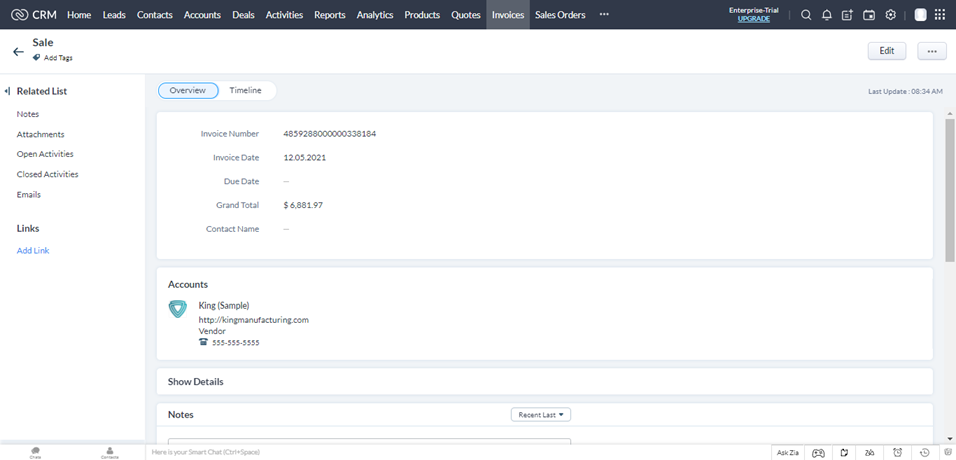 CRM Home Leads Contacts Accounts Deals Activities Reports Analytics Products Quotes Invoices Sales Orders ••• Enterprise-Trial
UPGRADE
Sale
Add Tags
Edit •••
Related List
Notes
Attachments
Open Activities
Closed Activities
Emails
Links
Add Link
Overview Timeline
Last Update : 08:34 AM
Invoice Number 4859288000000338184
Invoice Date 12.05.2021
Due Date —
Grand Total $ 6,881.97
Contact Name —
Accounts
King (Sample)
http://kingmanufacturing.com
Vendor
555-555-5555
Show Details
Notes Recent Last
Chats Contacts Here is your Smart Chat (Ctrl+Space) Ask Zia